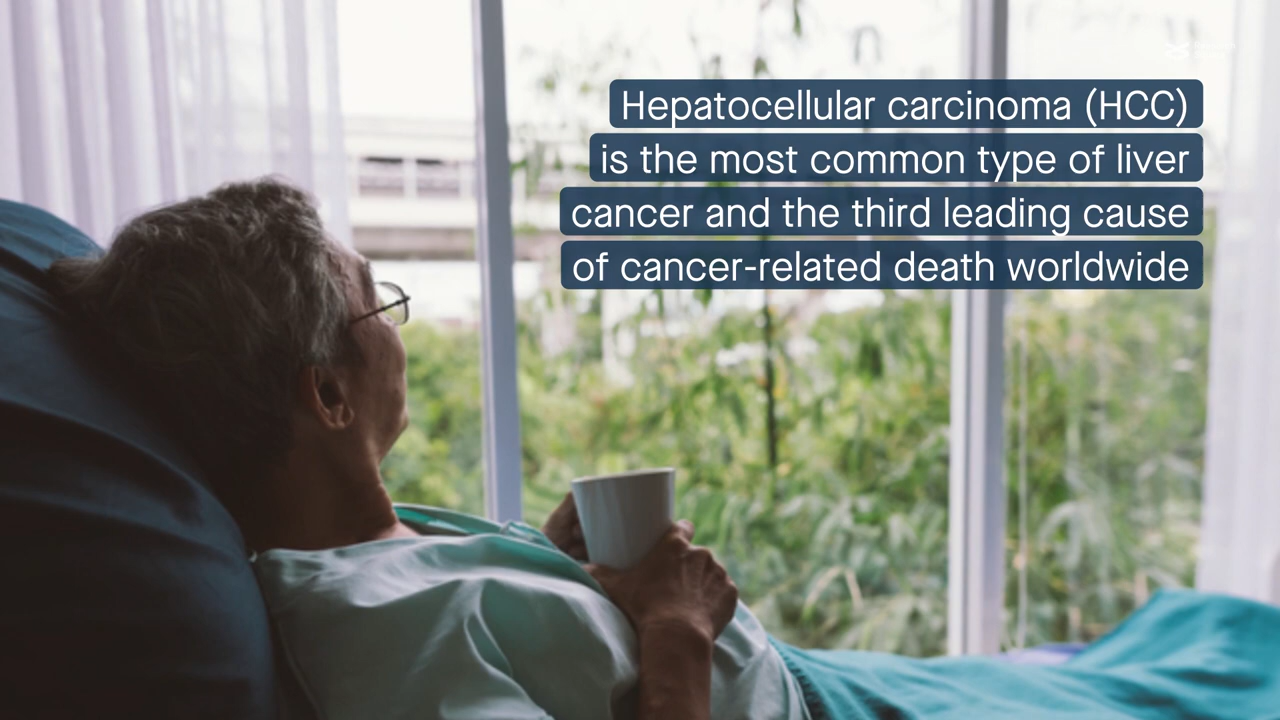 Hepatocellular carcinoma (HCC)
is the most common type of liver
cancer and the third leading cause
of cancer-related death worldwide